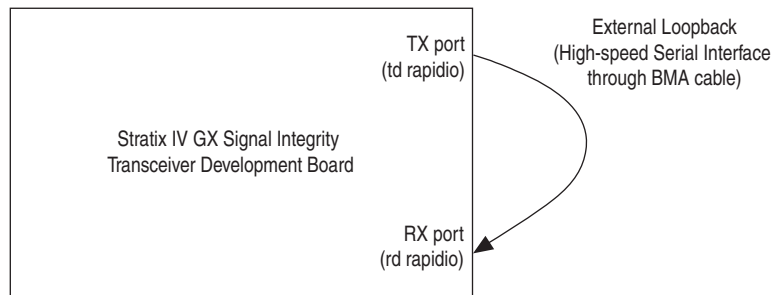 TX port
(td rapidio)
External Loopback
(High-speed Serial Interface
through BMA cable)
Stratix IV GX Signal Integrity
Transceiver Development Board
RX port
(rd rapidio)